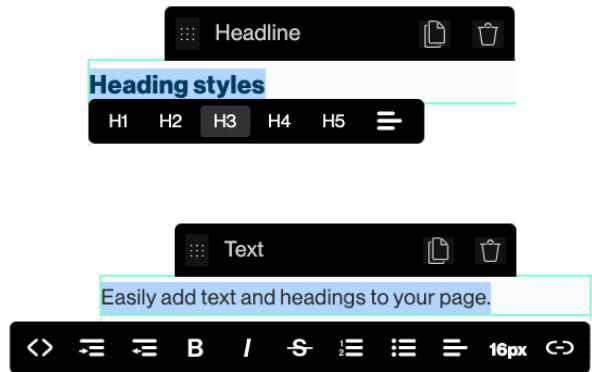 Headline
Heading styles
H1 H2 H3 H4 H5
Text
Easily add text and headings to your page.
B I S 16px